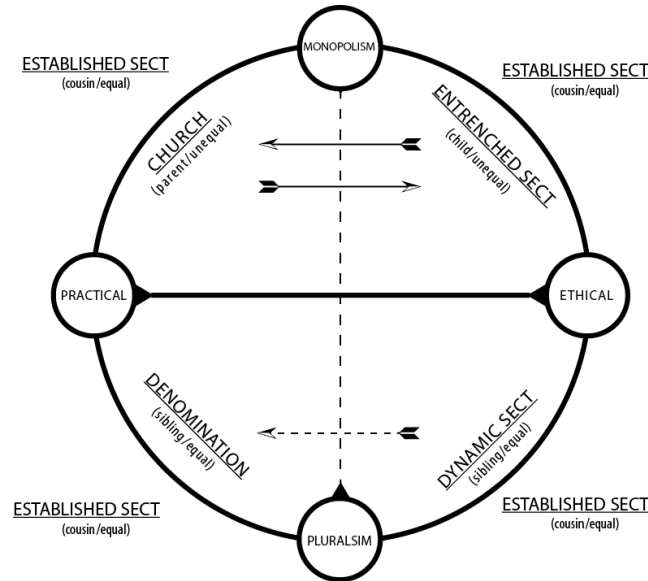 MONOPOLISM
ESTABLISHED SECT
(cousin/equal)
ESTABLISHED SECT
(cousin/equal)
CHURCH
(parent/unequal)
ENTRENCHED SECT
(child/unequal)
PRACTICAL
ETHICAL
DENOMINATION
(sibling/equal)
DYNAMIC SECT
(sibling/equal)
ESTABLISHED SECT
(cousin/equal)
ESTABLISHED SECT
(cousin/equal)
PLURALSIM